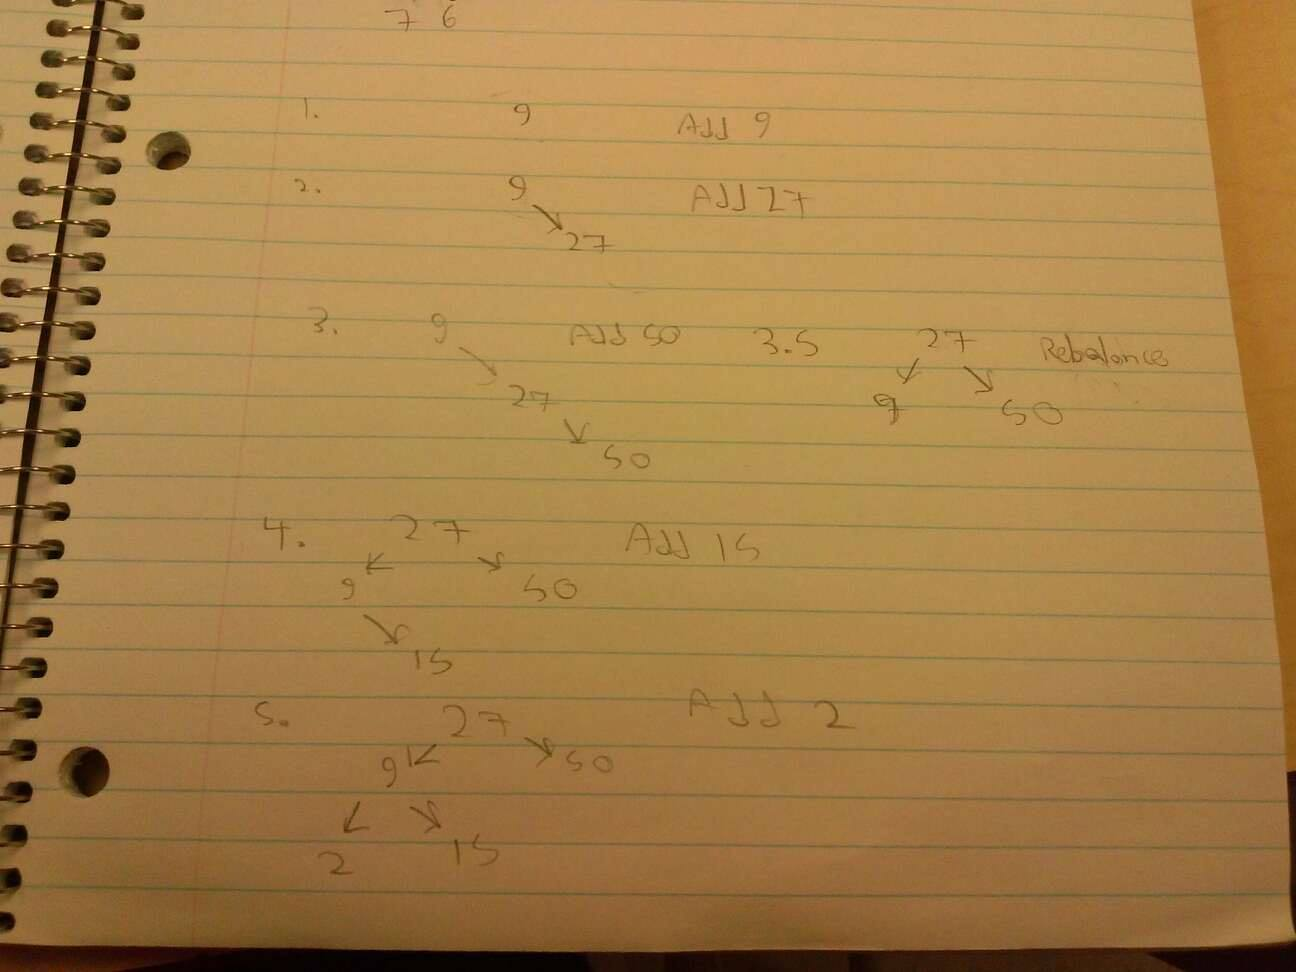 7 6
1. 9 Add 9
2. 9 Add 27
27
3. 9 Add 50 3.5 27 Rebalance
27 9 50
50
4. 27 Add 15
9 50
15
5. 27 Add 2
9 50
2 15